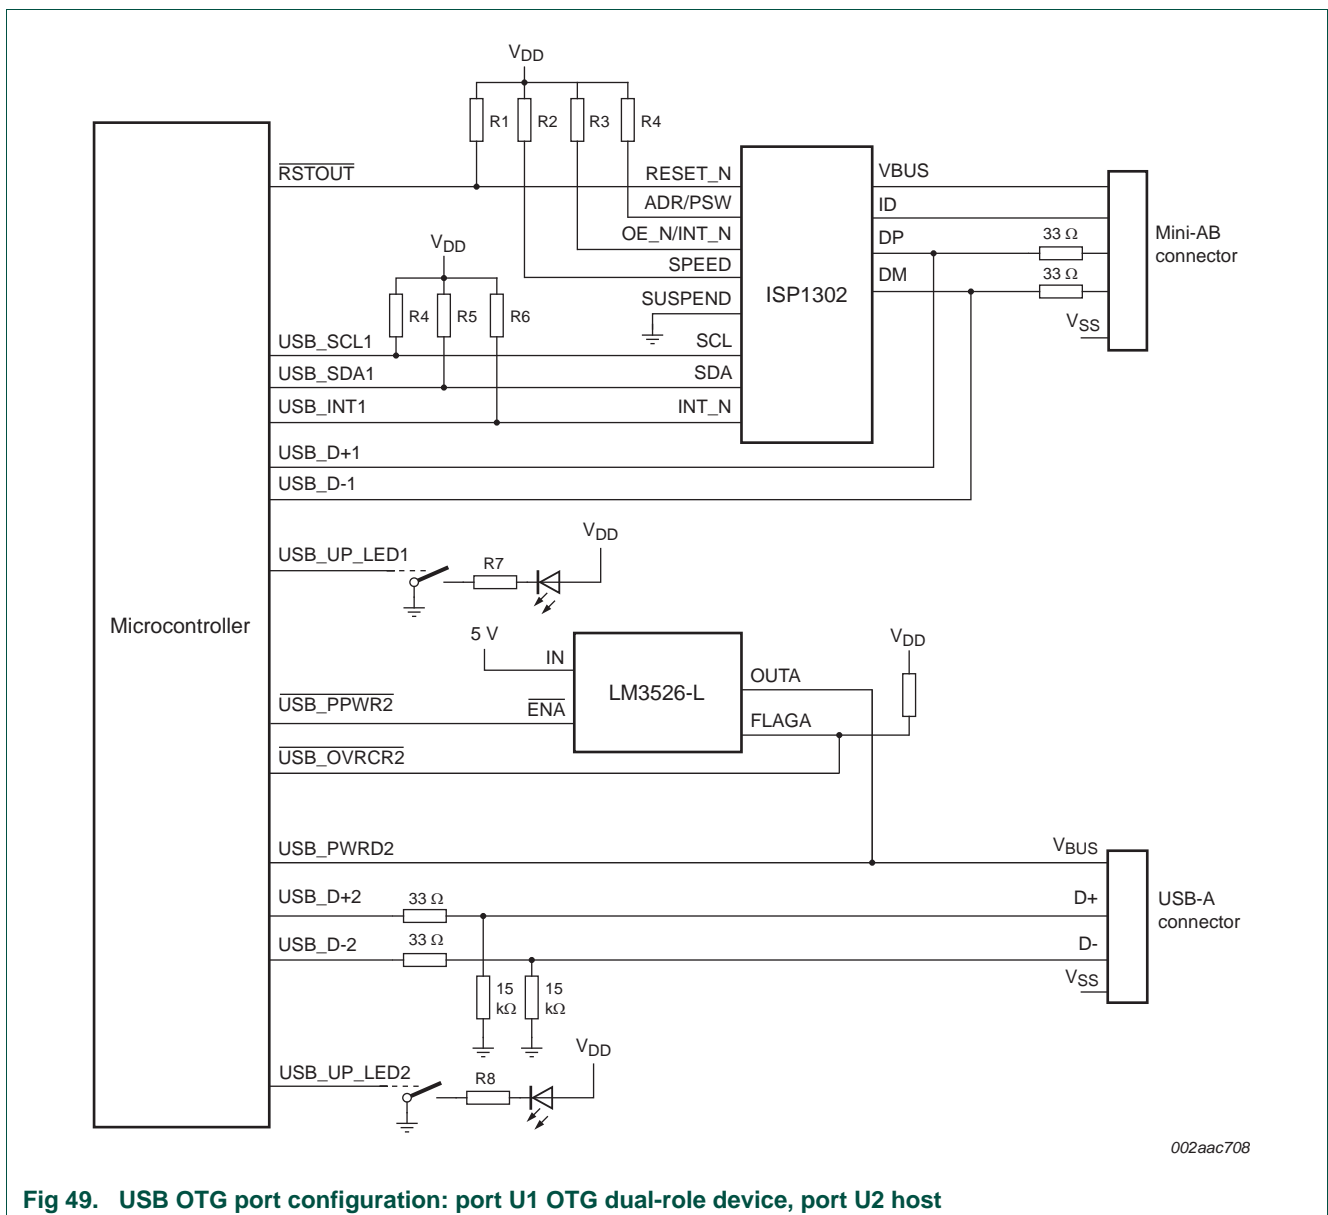 VDD
R1 R2 R3 R4
RSTOUT
RESET_N
ADR/PSW
OE_N/INT_N
SPEED
SUSPEND
SCL
SDA
INT_N
ISP1302
VBUS
ID
DP
DM
33 Ω
33 Ω
VSS
Mini-AB
connector
VDD
R4 R5 R6
USB_SCL1
USB_SDA1
USB_INT1
USB_D+1
USB_D-1
USB_UP_LED1
R7
VDD
Microcontroller
5 V
IN
ENA
LM3526-L
OUTA
FLAGA
VDD
USB_PPWR2
USB_OVRCR2
USB_PWRD2
USB_D+2
33 Ω
USB_D-2
33 Ω
15
kΩ
15
kΩ
VBUS
D+
D-
VSS
USB-A
connector
USB_UP_LED2
R8
VDD
002aac708
Fig 49. USB OTG port configuration: port U1 OTG dual-role device, port U2 host